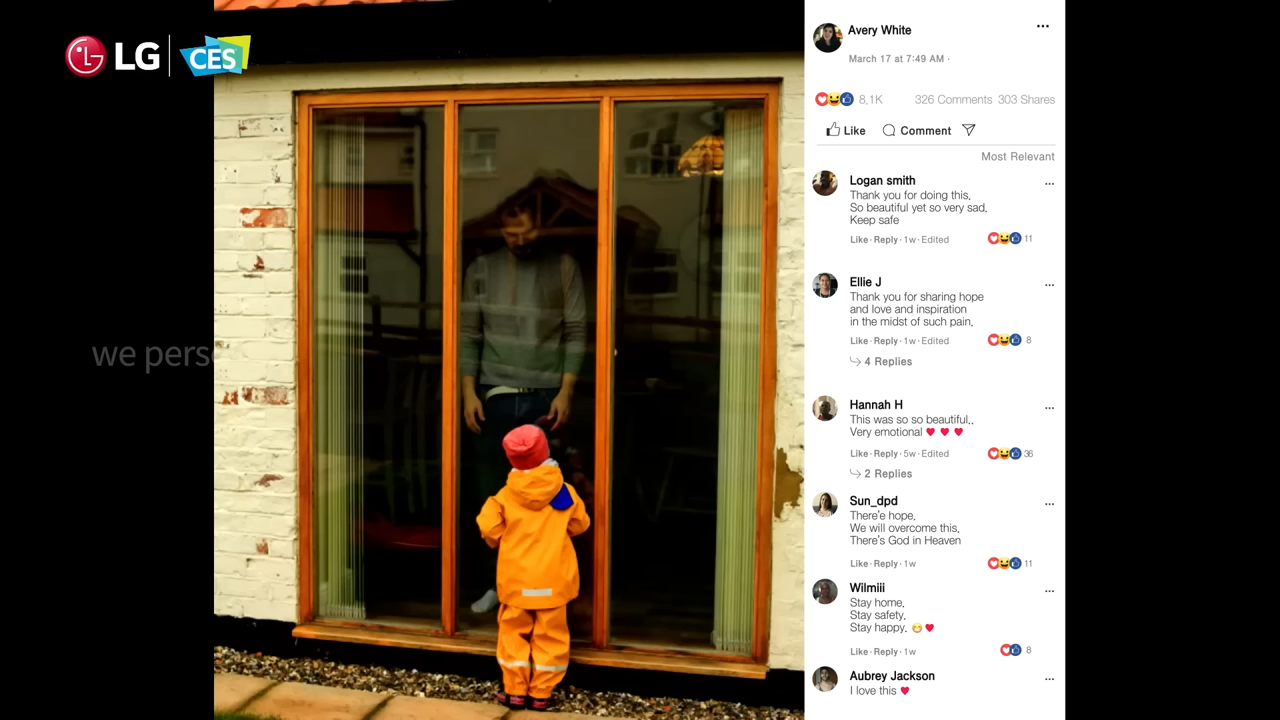 LG
CES
we pers
Avery White
March 17 at 7:49 AM ·
8,1K
326 Comments 303 Shares
Like
Comment
Most Relevant
Logan smith
Thank you for doing this,
So beautiful yet so very sad,
Keep safe
Like · Reply · 1w · Edited
11
Ellie J
Thank you for sharing hope
and love and inspiration
in the midst of such pain,
Like · Reply · 1w · Edited
8
4 Replies
Hannah H
This was so so beautiful,,
Very emotional ♥ ♥ ♥
Like · Reply · 5w · Edited
36
2 Replies
Sun_dpd
There'e hope,
We will overcome this,
There's God in Heaven
Like · Reply · 1w
11
Wilmiii
Stay home,
Stay safety,
Stay happy, 😁♥
Like · Reply · 1w
8
Aubrey Jackson
I love this ♥